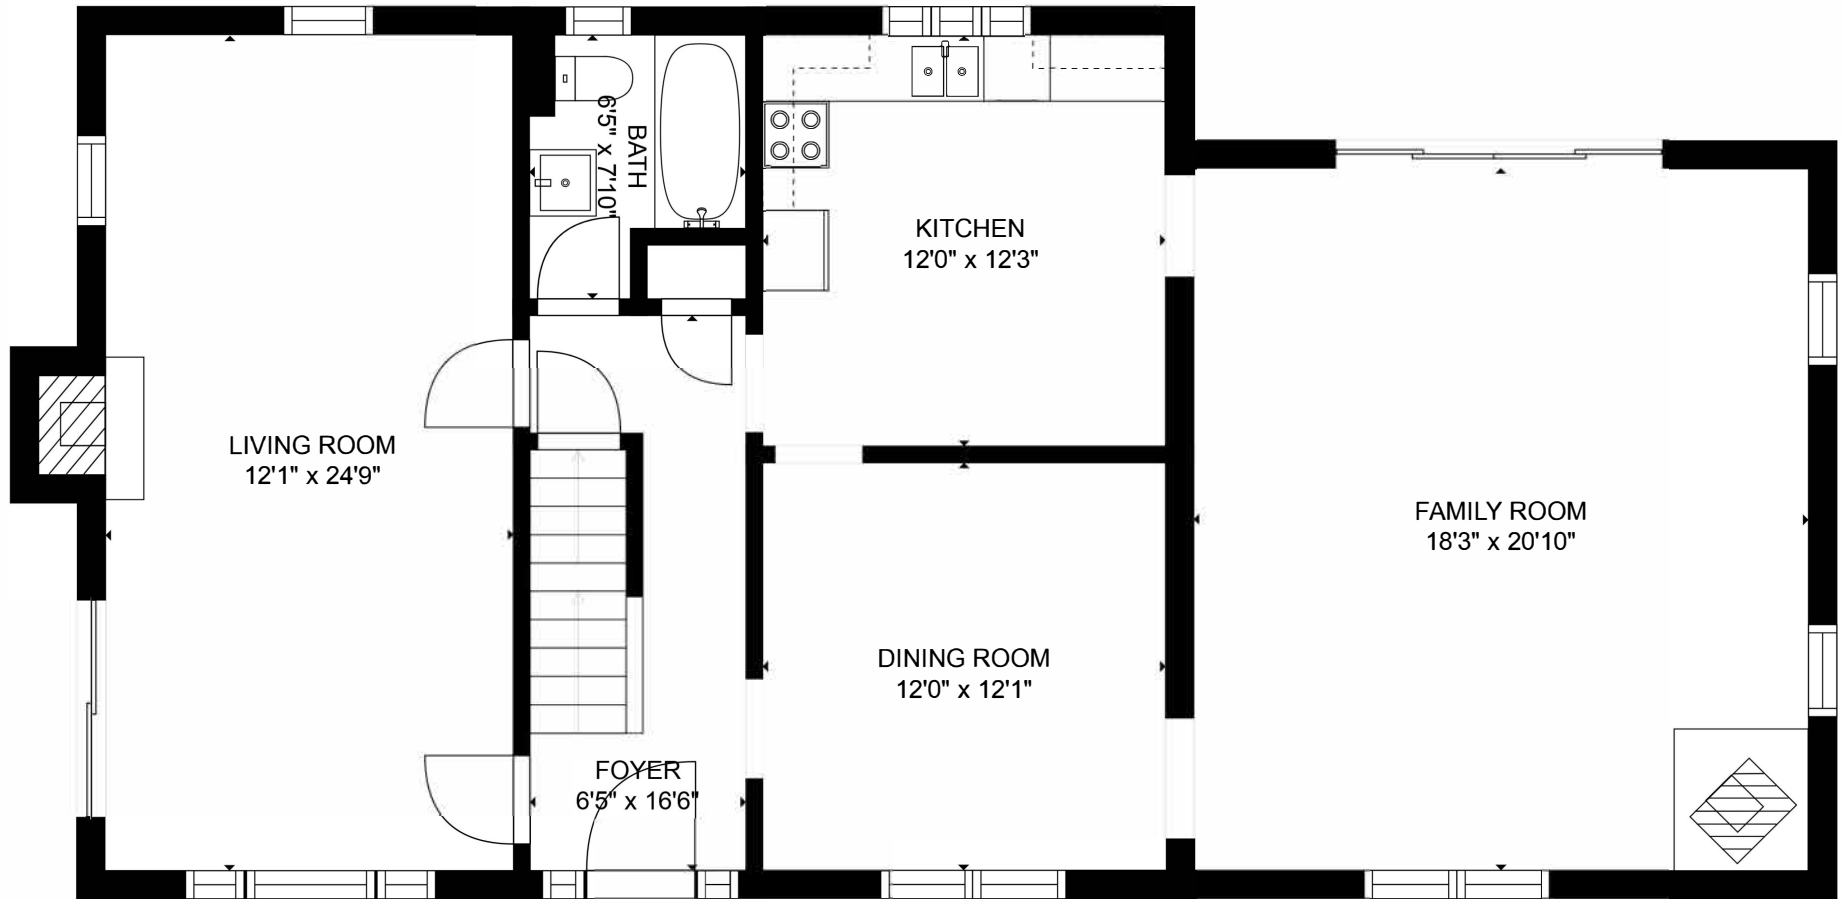 BATH
6'5" x 7'10"
KITCHEN
12'0" x 12'3"
LIVING ROOM
12'1" x 24'9"
FAMILY ROOM
18'3" x 20'10"
DINING ROOM
12'0" x 12'1"
FOYER
6'5" x 16'6"